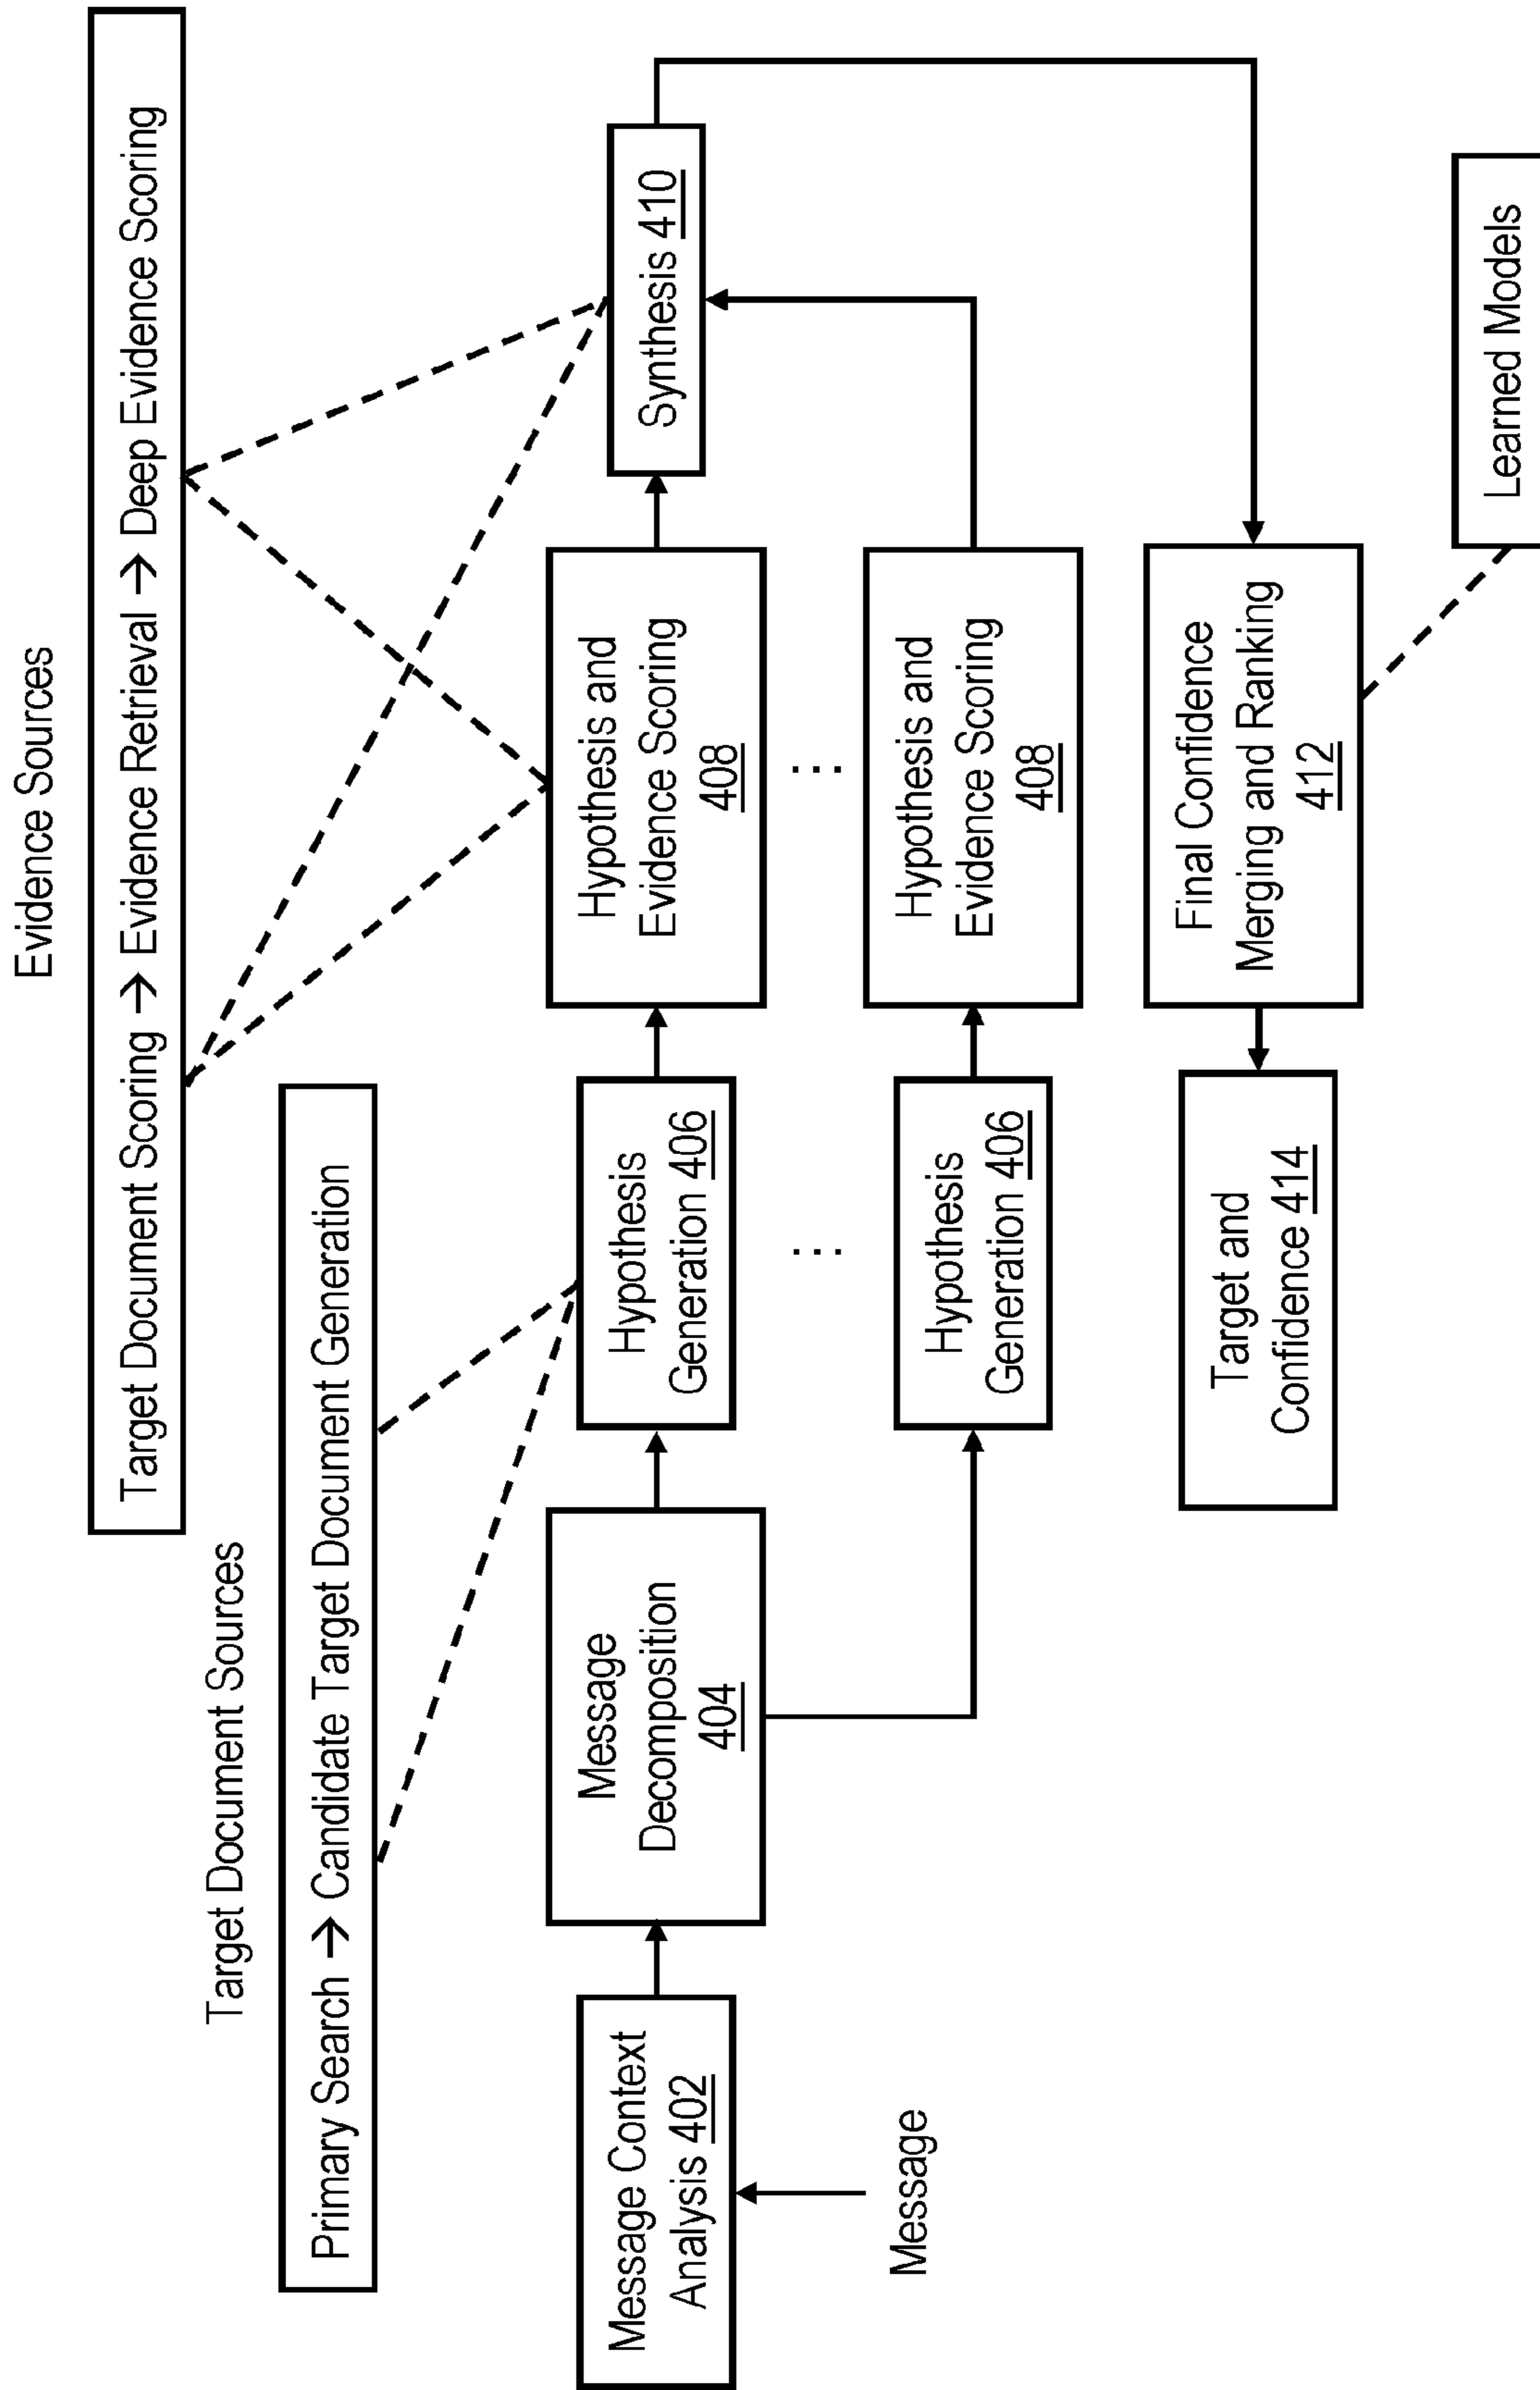 Evidence Sources
Target Document Scoring → Evidence Retrieval → Deep Evidence Scoring
Target Document Sources
Primary Search → Candidate Target Document Generation
Message Context
Analysis 402
Message
Message
Decomposition
404
Hypothesis
Generation 406
Hypothesis and
Evidence Scoring
408
Synthesis 410
...
...
Hypothesis
Generation 406
Hypothesis and
Evidence Scoring
408
Target and
Confidence 414
Final Confidence
Merging and Ranking
412
Learned Models